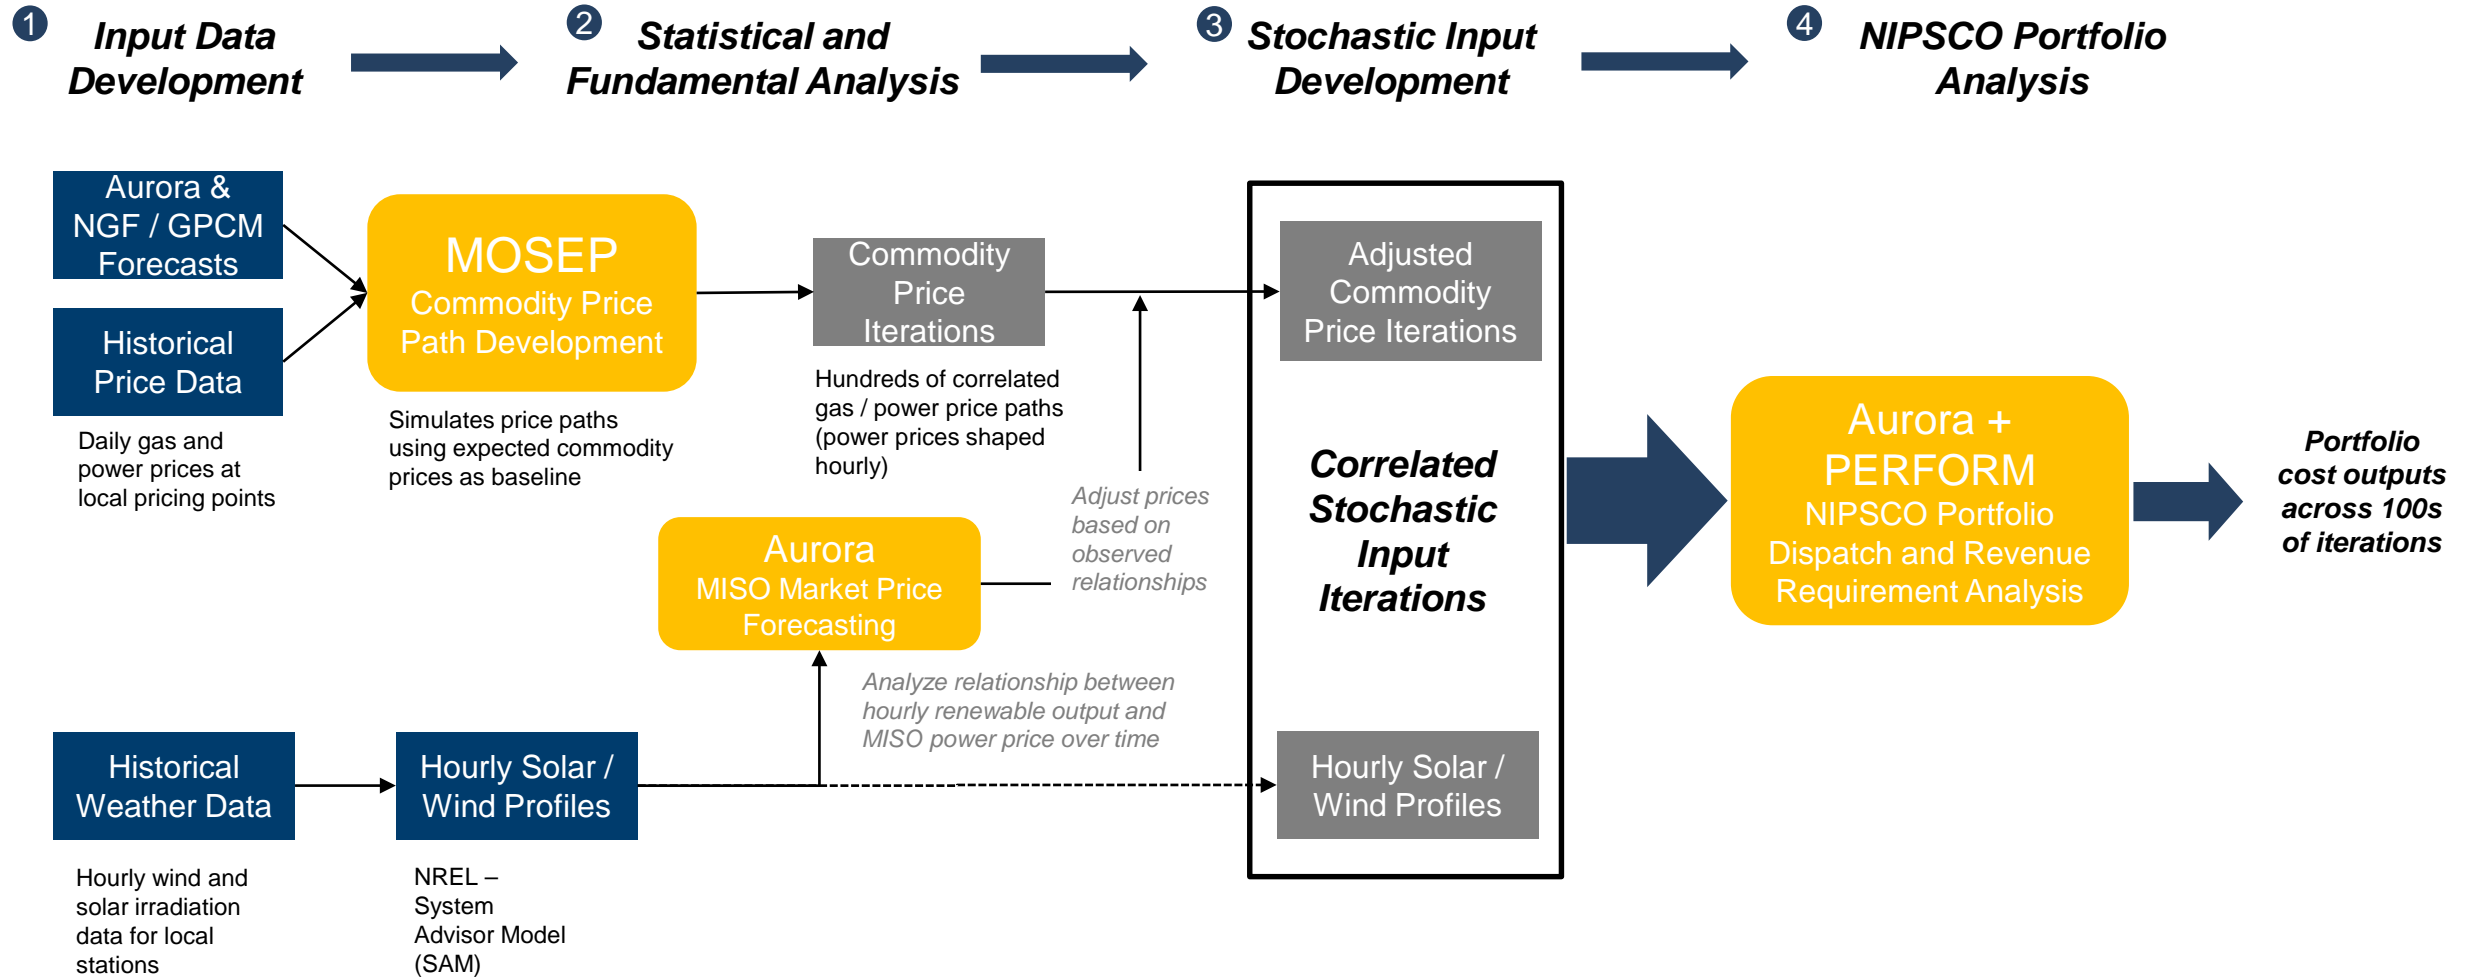 1
Input Data
Development
2
Statistical and
Fundamental Analysis
3
Stochastic Input
Development
4
NIPSCO Portfolio
Analysis
Aurora &
NGF / GPCM
Forecasts
Historical
Price Data
Daily gas and
power prices at
local pricing points
MOSEP
Commodity Price
Path Development
Simulates price paths
using expected commodity
prices as baseline
Commodity
Price
Iterations
Hundreds of correlated
gas / power price paths
(power prices shaped
hourly)
Adjust prices
based on
observed
relationships
Aurora
MISO Market Price
Forecasting
Analyze relationship between
hourly renewable output and
MISO power price over time
Historical
Weather Data
Hourly wind and
solar irradiation
data for local
stations
Hourly Solar /
Wind Profiles
NREL –
System
Advisor Model
(SAM)
Adjusted
Commodity
Price Iterations
Correlated
Stochastic
Input
Iterations
Hourly Solar /
Wind Profiles
Aurora +
PERFORM
NIPSCO Portfolio
Dispatch and Revenue
Requirement Analysis
Portfolio
cost outputs
across 100s
of iterations